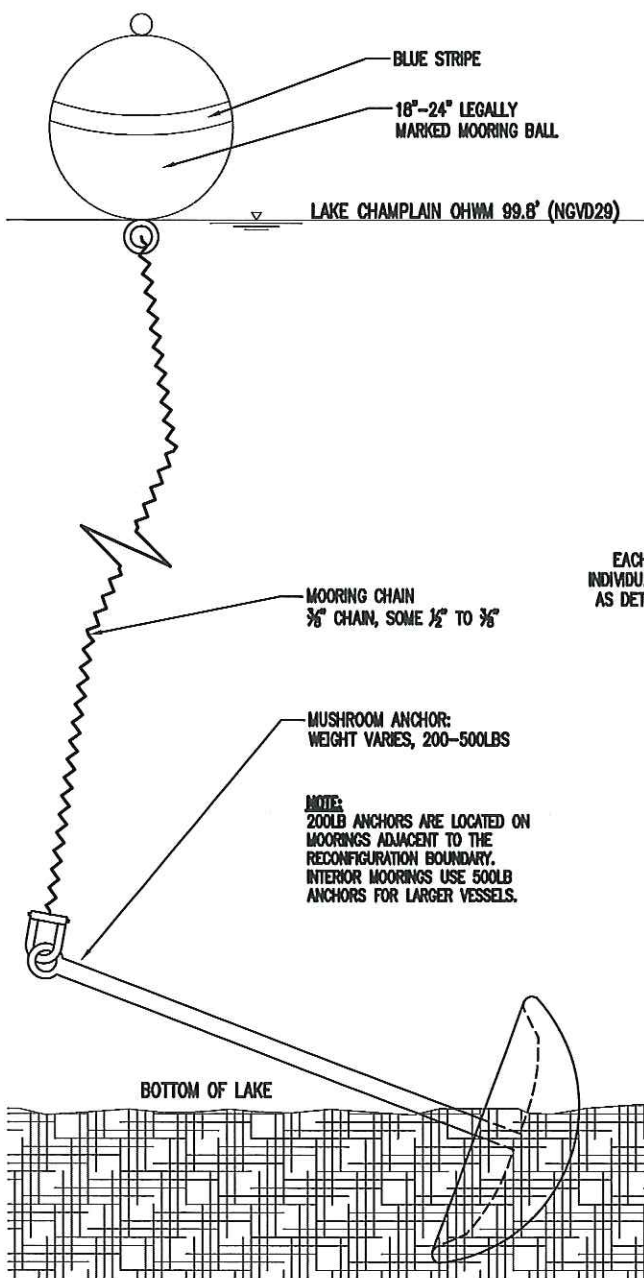 BLUE STRIPE
18"-24" LEGALLY
MARKED MOORING BALL
LAKE CHAMPLAIN OHWM 99.8' (NGVD29)
EACH
INDIVIDU
AS DET
MOORING CHAIN
⅜" CHAIN, SOME ½" TO ⅝"
MUSHROOM ANCHOR:
WEIGHT VARIES, 200-500LBS
NOTE:
200LB ANCHORS ARE LOCATED ON
MOORINGS ADJACENT TO THE
RECONFIGURATION BOUNDARY.
INTERIOR MOORINGS USE 500LB
ANCHORS FOR LARGER VESSELS.
BOTTOM OF LAKE